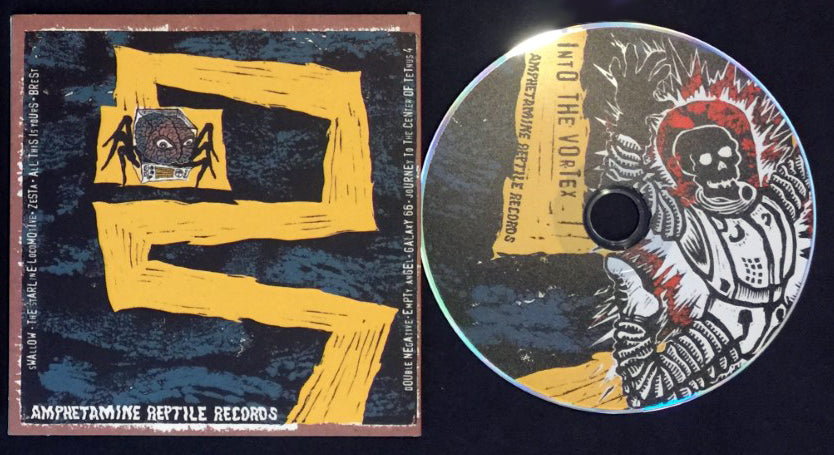 SWALLOW · THE STARLINE LOCOMOTIVE · ZESTA · ALL THIS IS YOURS · BREST
DOUBLE NEGATIVE · EMPTY ANGEL · GALAXY 66 · JOURNEY TO THE CENTER OF TETNUS 4
AMPHETAMINE REPTILE RECORDS
INTO THE VORTEX
AMPHETAMINE REPTILE RECORDS